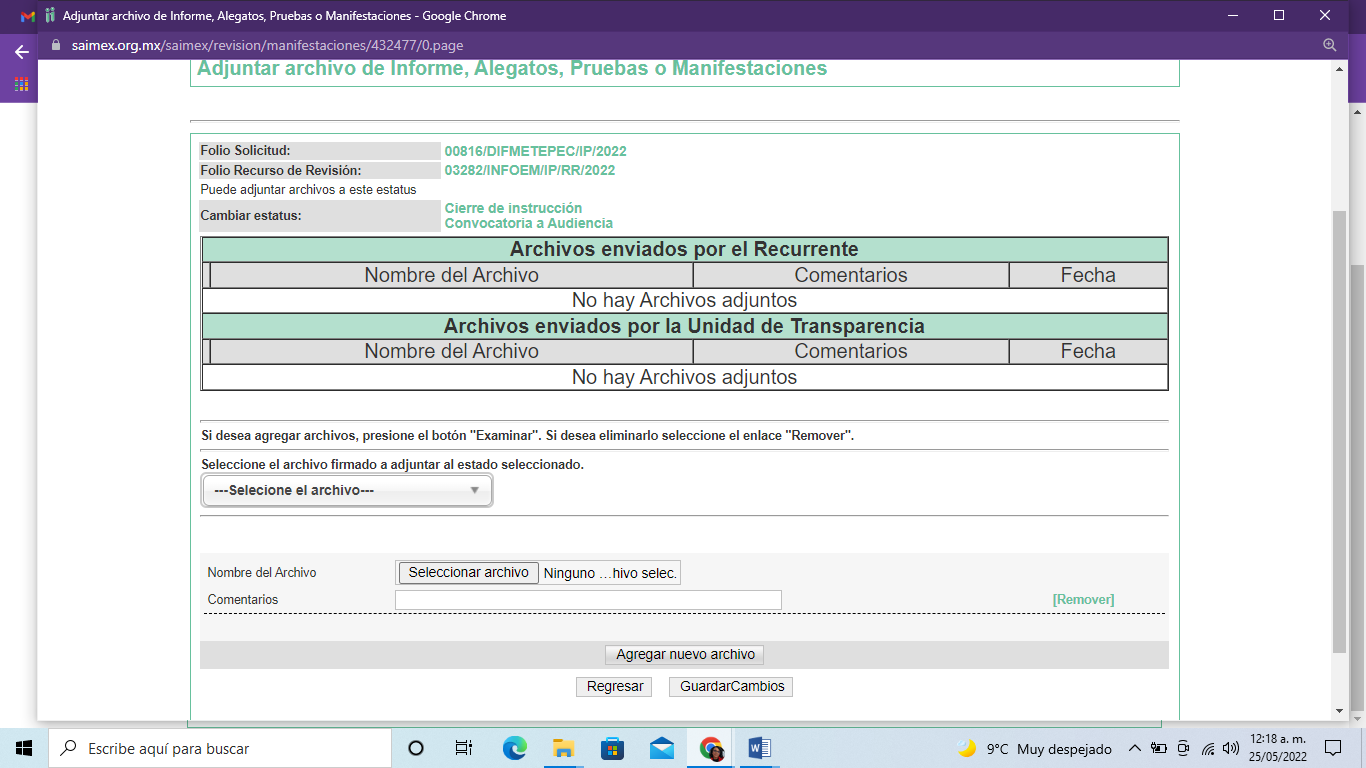 Adjuntar archivo de Informe, Alegatos, Pruebas o Manifestaciones - Google Chrome
saimex.org.mx/saimex/revision/manifestaciones/432477/0.page
Adjuntar archivo de Informe, Alegatos, Pruebas o Manifestaciones
Folio Solicitud: 00816/DIFMETEPEC/IP/2022
Folio Recurso de Revisión: 03282/INFOEM/IP/RR/2022
Puede adjuntar archivos a este estatus
Cambiar estatus: Cierre de instrucción
Convocatoria a Audiencia
Archivos enviados por el Recurrente
Nombre del Archivo Comentarios Fecha
No hay Archivos adjuntos
Archivos enviados por la Unidad de Transparencia
Nombre del Archivo Comentarios Fecha
No hay Archivos adjuntos
Si desea agregar archivos, presione el botón "Examinar". Si desea eliminarlo seleccione el enlace "Remover".
Seleccione el archivo firmado a adjuntar al estado seleccionado.
---Selecione el archivo---
Nombre del Archivo Seleccionar archivo Ninguno ...hivo selec.
Comentarios [Remover]
Agregar nuevo archivo
Regresar GuardarCambios
Escribe aquí para buscar 9°C Muy despejado 12:18 a. m.
25/05/2022